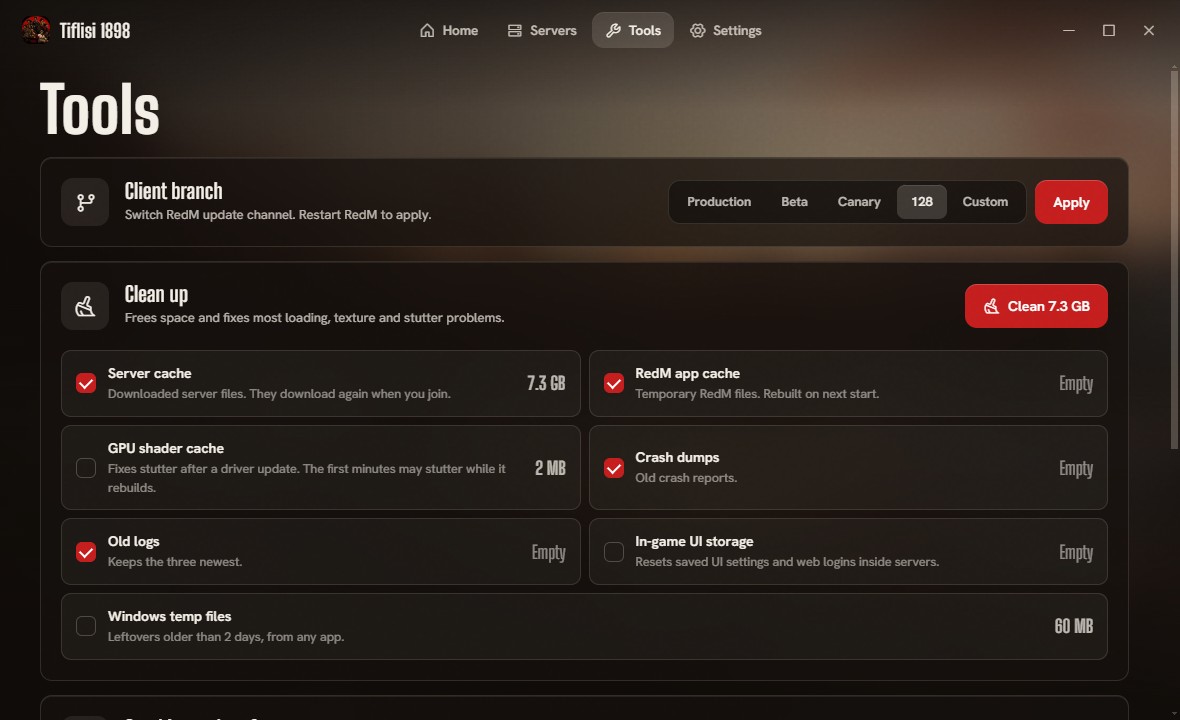 Tiflisi 1898
Home
Servers
Tools
Settings
Tools
Client branch
Switch RedM update channel. Restart RedM to apply.
Production
Beta
Canary
128
Custom
Apply
Clean up
Frees space and fixes most loading, texture and stutter problems.
Clean 7.3 GB
Server cache
Downloaded server files. They download again when you join.
7.3 GB
RedM app cache
Temporary RedM files. Rebuilt on next start.
Empty
GPU shader cache
Fixes stutter after a driver update. The first minutes may stutter while it
rebuilds.
2 MB
Crash dumps
Old crash reports.
Empty
Old logs
Keeps the three newest.
Empty
In-game UI storage
Resets saved UI settings and web logins inside servers.
Empty
Windows temp files
Leftovers older than 2 days, from any app.
60 MB